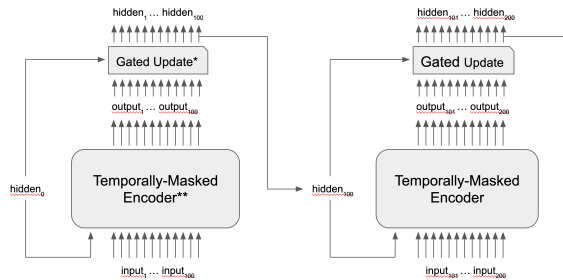 hidden₁ … hidden₁₀₀
Gated Update*
output₁ … output₁₀₀
Temporally-Masked
Encoder**
hidden₀
input₁ … input₁₀₀
hidden₁₀₁ … hidden₂₀₀
Gated Update
output₁₀₁ … output₂₀₀
Temporally-Masked
Encoder
hidden₁₀₀
input₁₀₁ … input₂₀₀